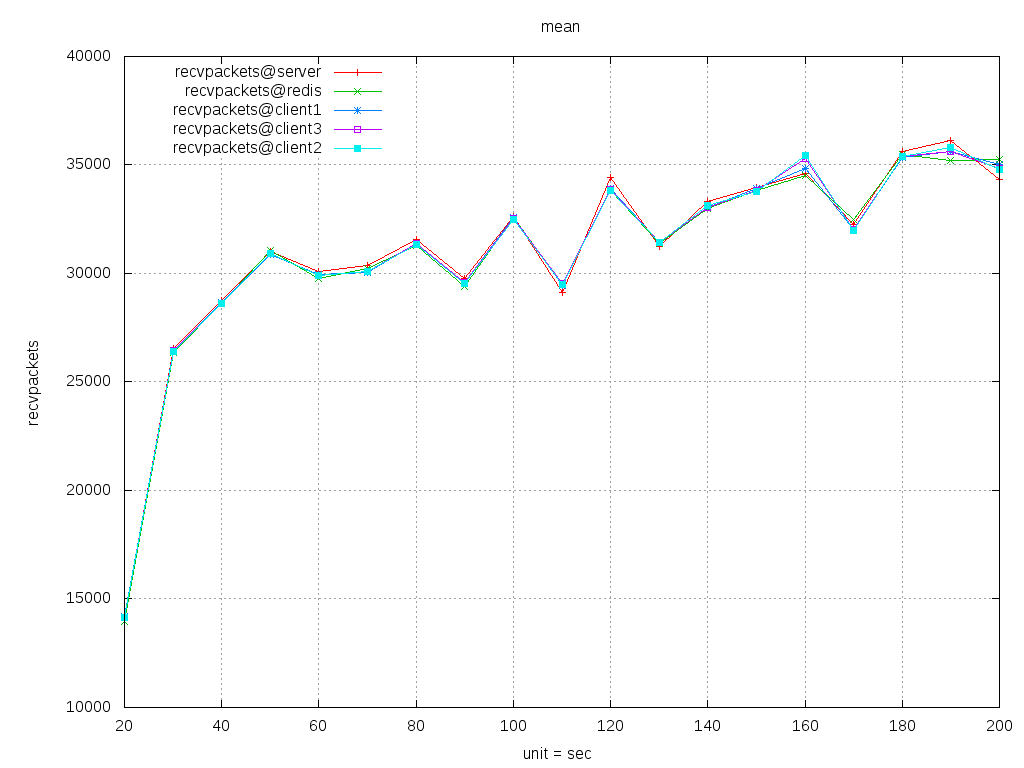 mean
40000
35000
30000
25000
20000
15000
10000
recvpackets
recvpackets@server
recvpackets@redis
recvpackets@client1
recvpackets@client3
recvpackets@client2
20 40 60 80 100 120 140 160 180 200
unit = sec